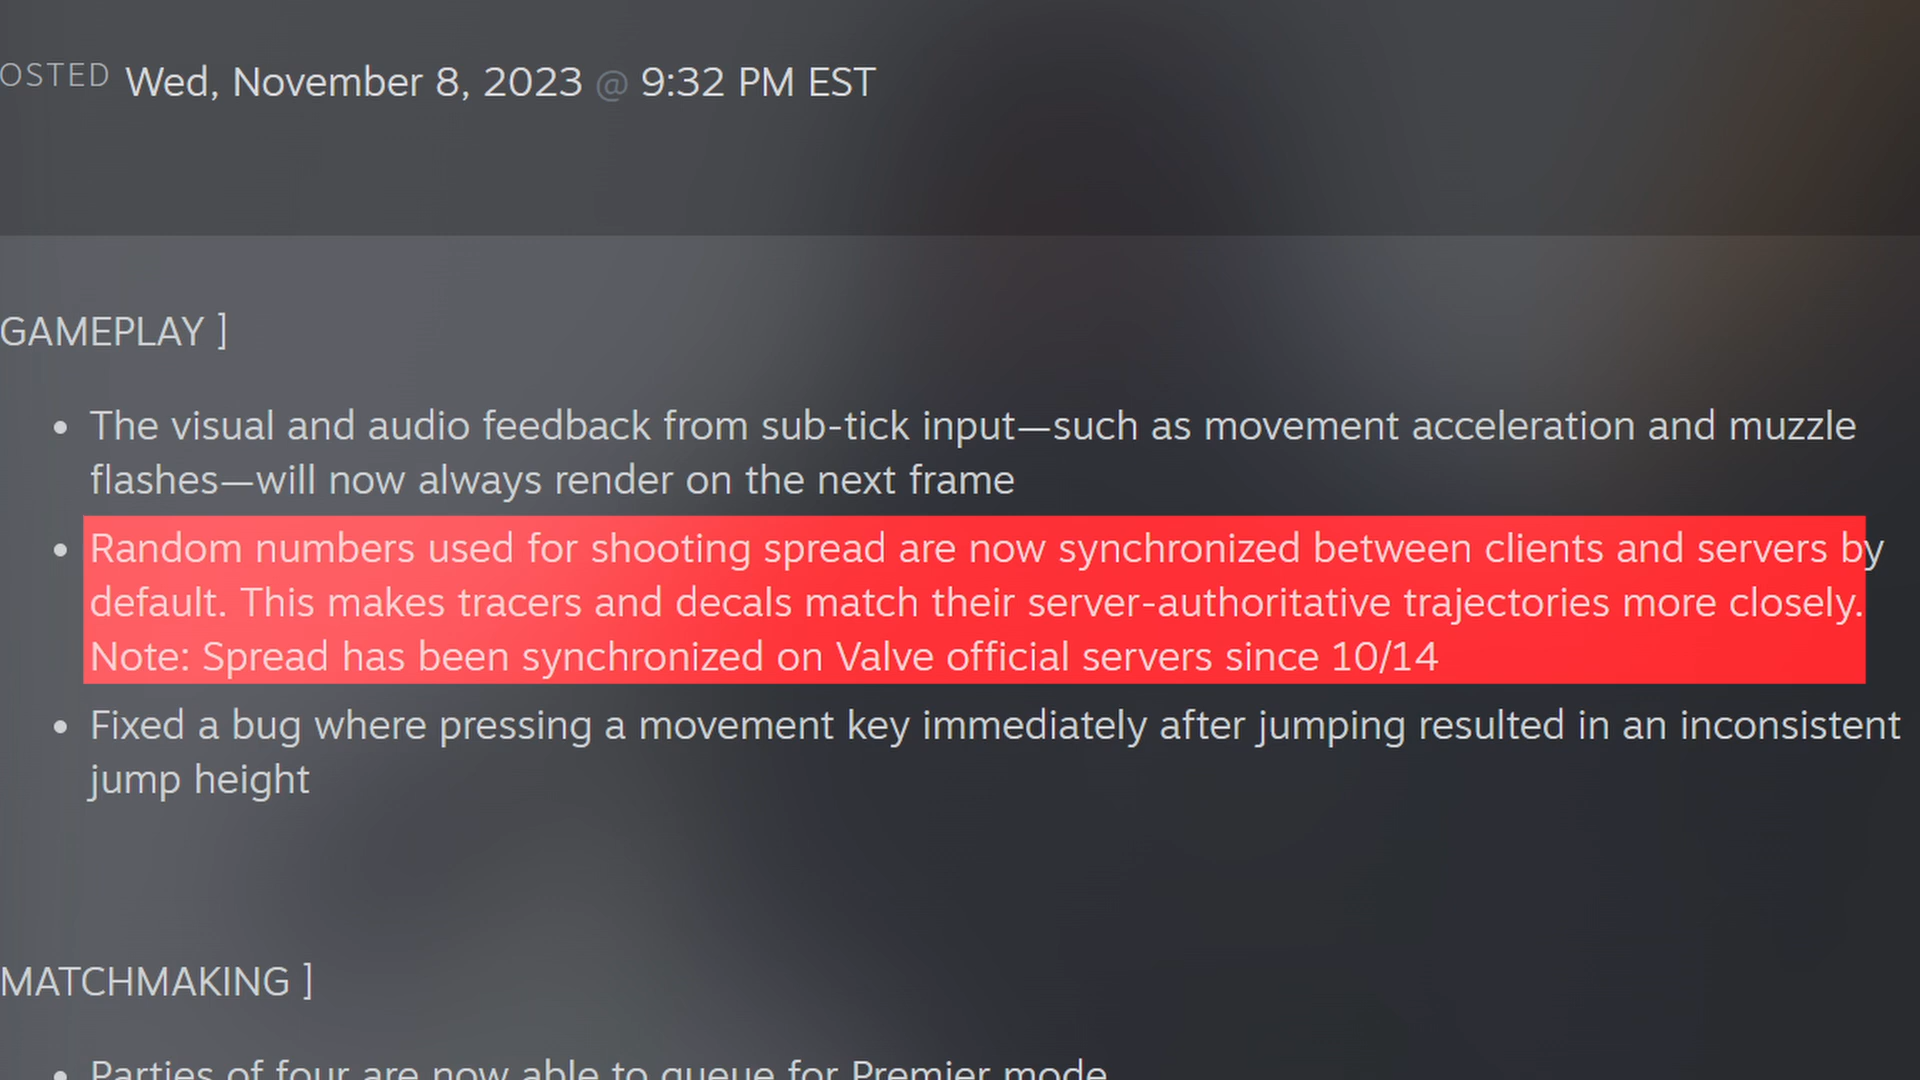 OSTED Wed, November 8, 2023 @ 9:32 PM EST
GAMEPLAY ]
• The visual and audio feedback from sub-tick input—such as movement acceleration and muzzle
flashes—will now always render on the next frame
• Random numbers used for shooting spread are now synchronized between clients and servers by
default. This makes tracers and decals match their server-authoritative trajectories more closely.
Note: Spread has been synchronized on Valve official servers since 10/14
• Fixed a bug where pressing a movement key immediately after jumping resulted in an inconsistent
jump height
MATCHMAKING ]
• Parties of four are now able to queue for Premier mode